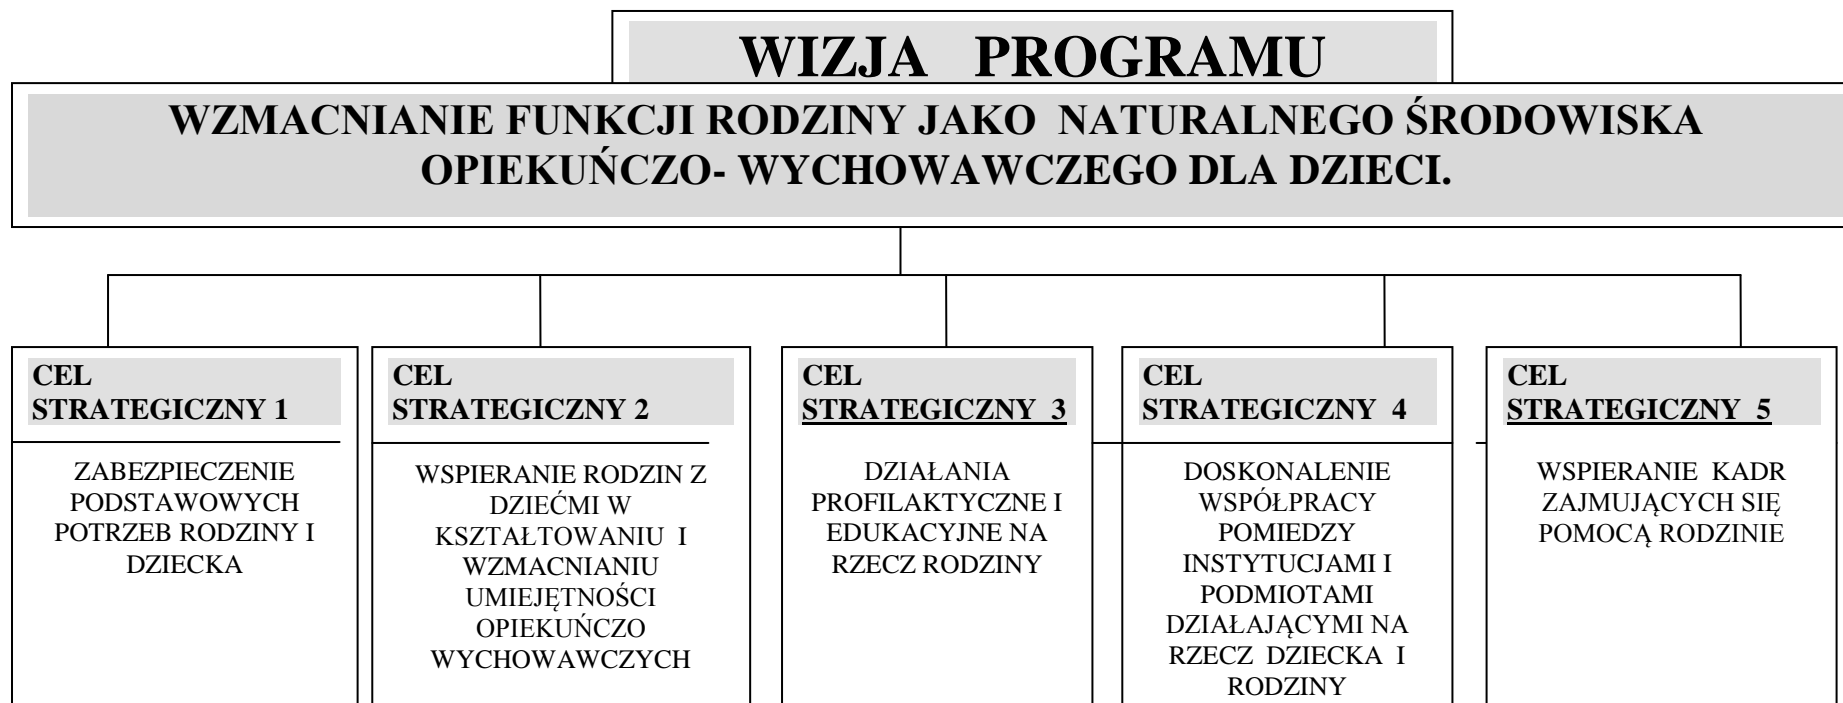 WIZJA PROGRAMU
WZMACNIANIE FUNKCJI RODZINY JAKO NATURALNEGO ŚRODOWISKA
OPIEKUŃCZO- WYCHOWAWCZEGO DLA DZIECI.
CEL
STRATEGICZNY 1
ZABEZPIECZENIE
PODSTAWOWYCH
POTRZEB RODZINY I
DZIECKA
CEL
STRATEGICZNY 2
WSPIERANIE RODZIN Z
DZIEĆMI W
KSZTAŁTOWANIU I
WZMACNIANIU
UMIEJĘTNOŚCI
OPIEKUŃCZO
WYCHOWAWCZYCH
CEL
STRATEGICZNY 3
DZIAŁANIA
PROFILAKTYCZNE I
EDUKACYJNE NA
RZECZ RODZINY
CEL
STRATEGICZNY 4
DOSKONALENIE
WSPÓŁPRACY
POMIEDZY
INSTYTUCJAMI I
PODMIOTAMI
DZIAŁAJĄCYMI NA
RZECZ DZIECKA I
RODZINY
CEL
STRATEGICZNY 5
WSPIERANIE KADR
ZAJMUJĄCYCH SIĘ
POMOCĄ RODZINIE